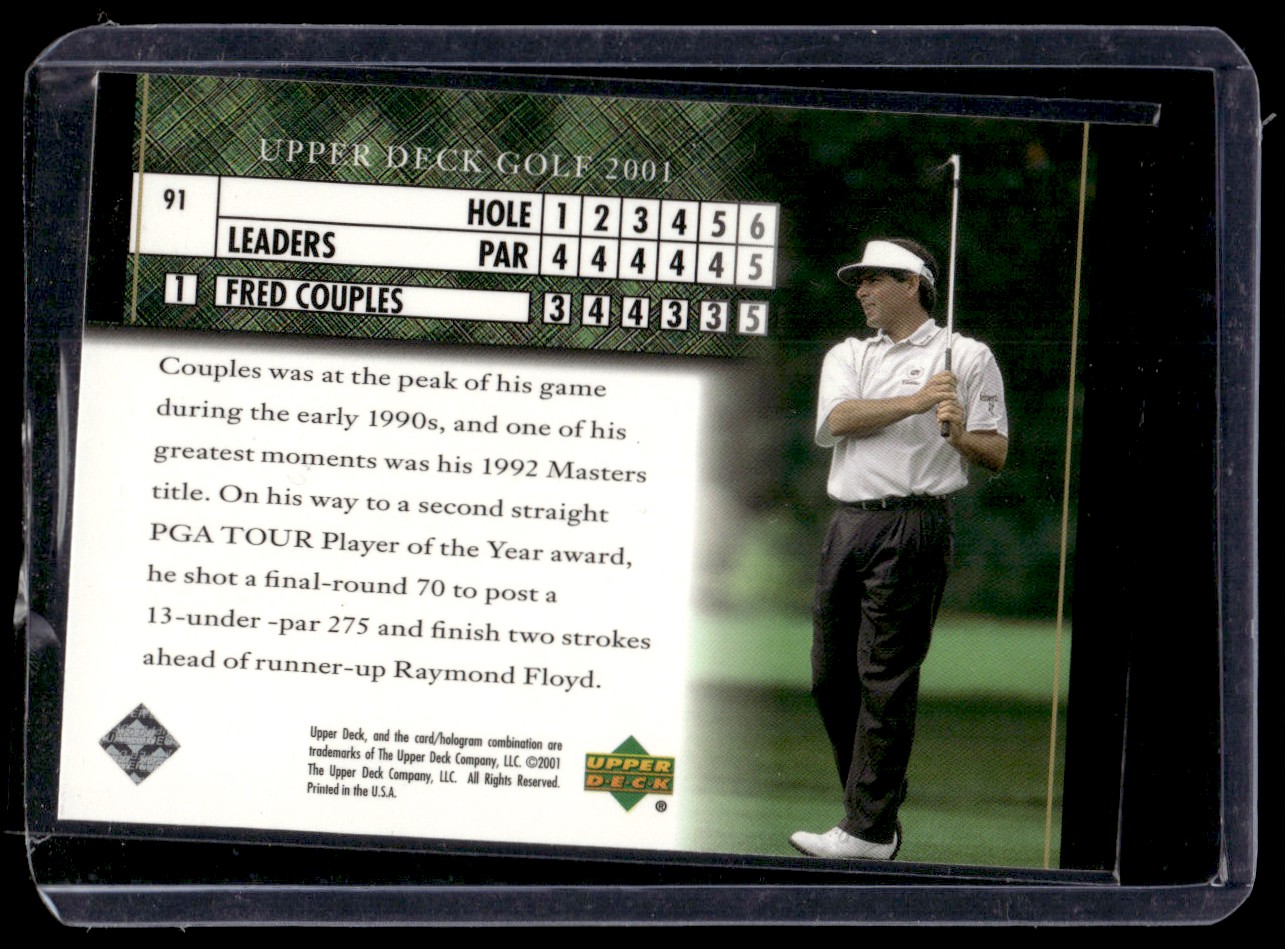 UPPER DECK GOLF 2001
91 HOLE 1 2 3 4 5 6
LEADERS PAR 4 4 4 4 4 5
1 FRED COUPLES 3 4 4 3 3 5
Couples was at the peak of his game
during the early 1990s, and one of his
greatest moments was his 1992 Masters
title. On his way to a second straight
PGA TOUR Player of the Year award,
he shot a final-round 70 to post a
13-under -par 275 and finish two strokes
ahead of runner-up Raymond Floyd.
Upper Deck, and the card/hologram combination are
trademarks of The Upper Deck Company, LLC. ©2001
The Upper Deck Company, LLC. All Rights Reserved.
Printed in the U.S.A.
UPPER
DECK
®